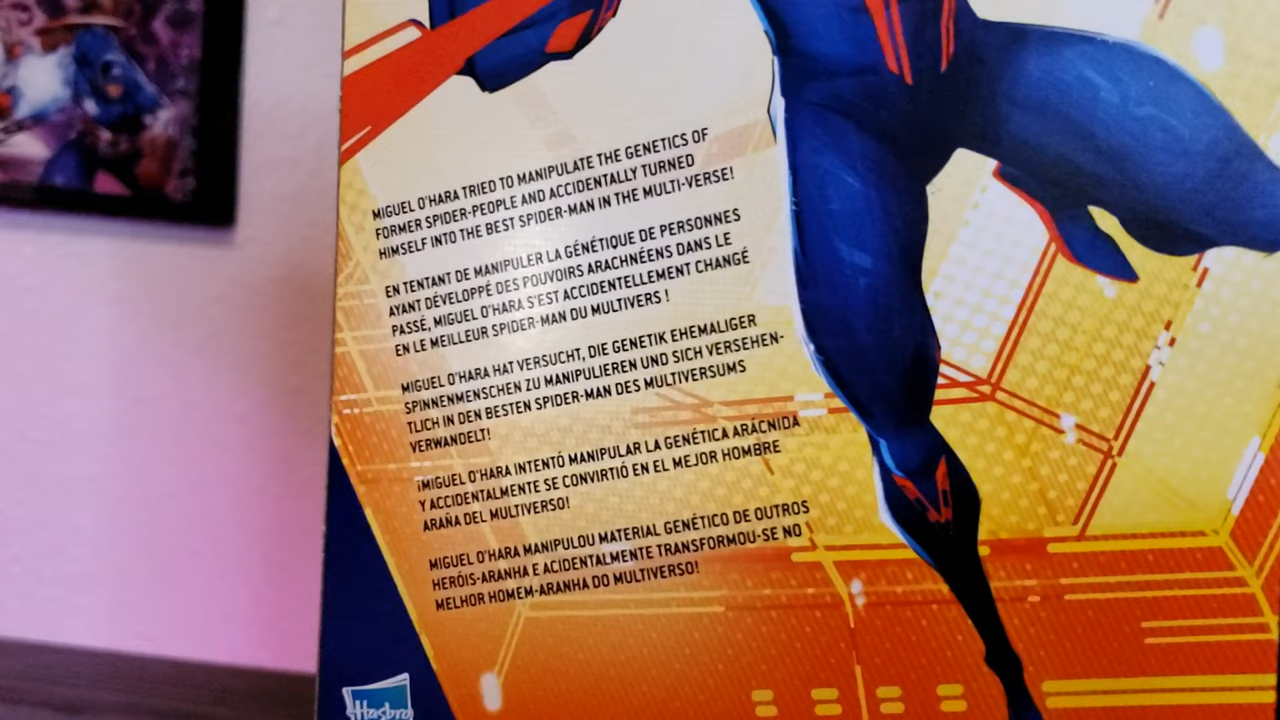 MIGUEL O'HARA TRIED TO MANIPULATE THE GENETICS OF
FORMER SPIDER-PEOPLE AND ACCIDENTALLY TURNED
HIMSELF INTO THE BEST SPIDER-MAN IN THE MULTI-VERSE!
EN TENTANT DE MANIPULER LA GÉNÉTIQUE DE PERSONNES
AYANT DÉVELOPPÉ DES POUVOIRS ARACHNÉENS DANS LE
PASSÉ, MIGUEL O'HARA S'EST ACCIDENTELLEMENT CHANGÉ
EN LE MEILLEUR SPIDER-MAN DU MULTIVERS !
MIGUEL O'HARA HAT VERSUCHT, DIE GENETIK EHEMALIGER
SPINNENMENSCHEN ZU MANIPULIEREN UND SICH VERSEHEN-
TLICH IN DEN BESTEN SPIDER-MAN DES MULTIVERSUMS
VERWANDELT!
¡MIGUEL O'HARA INTENTÓ MANIPULAR LA GENÉTICA ARÁCNIDA
Y ACCIDENTALMENTE SE CONVIRTIÓ EN EL MEJOR HOMBRE
ARAÑA DEL MULTIVERSO!
MIGUEL O'HARA MANIPULOU MATERIAL GENÉTICO DE OUTROS
HERÓIS-ARANHA E ACIDENTALMENTE TRANSFORMOU-SE NO
MELHOR HOMEM-ARANHA DO MULTIVERSO!
Hasbro